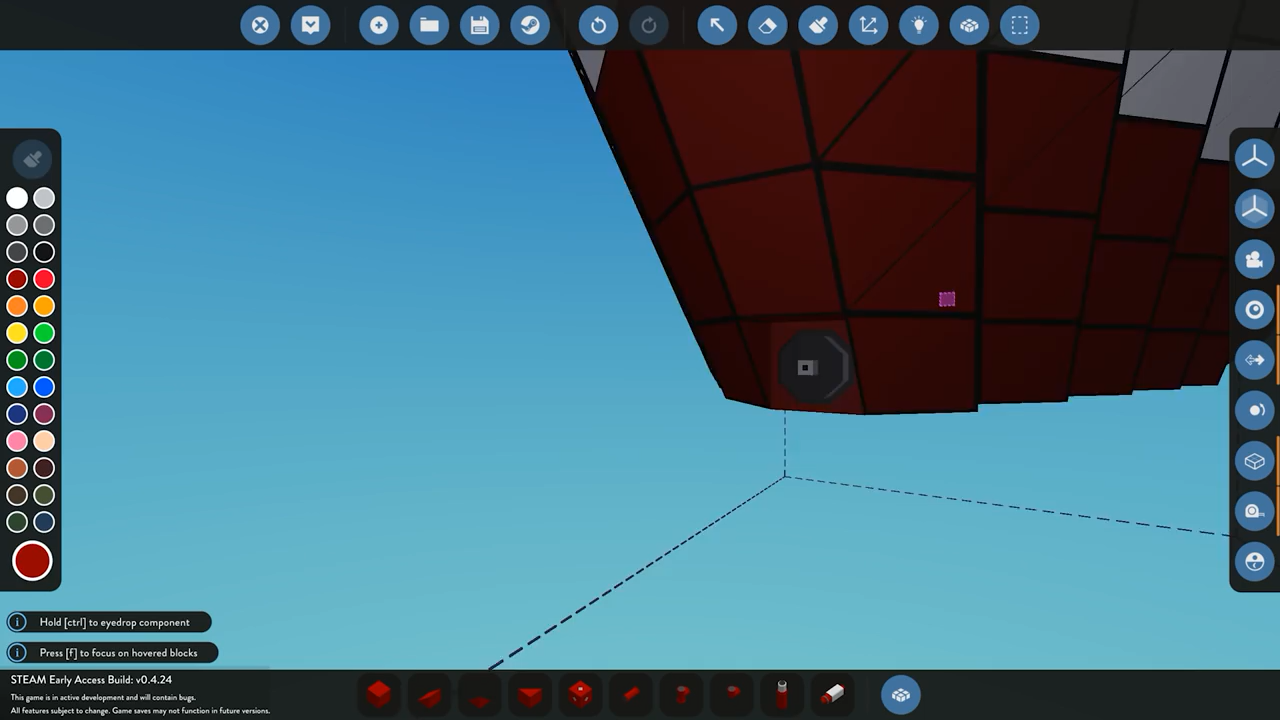 Hold [ctrl] to eyedrop component
Press [f] to focus on hovered blocks
STEAM Early Access Build: v0.4.24
This game is in active development and will contain bugs.
All features subject to change. Game saves may not function in future versions.